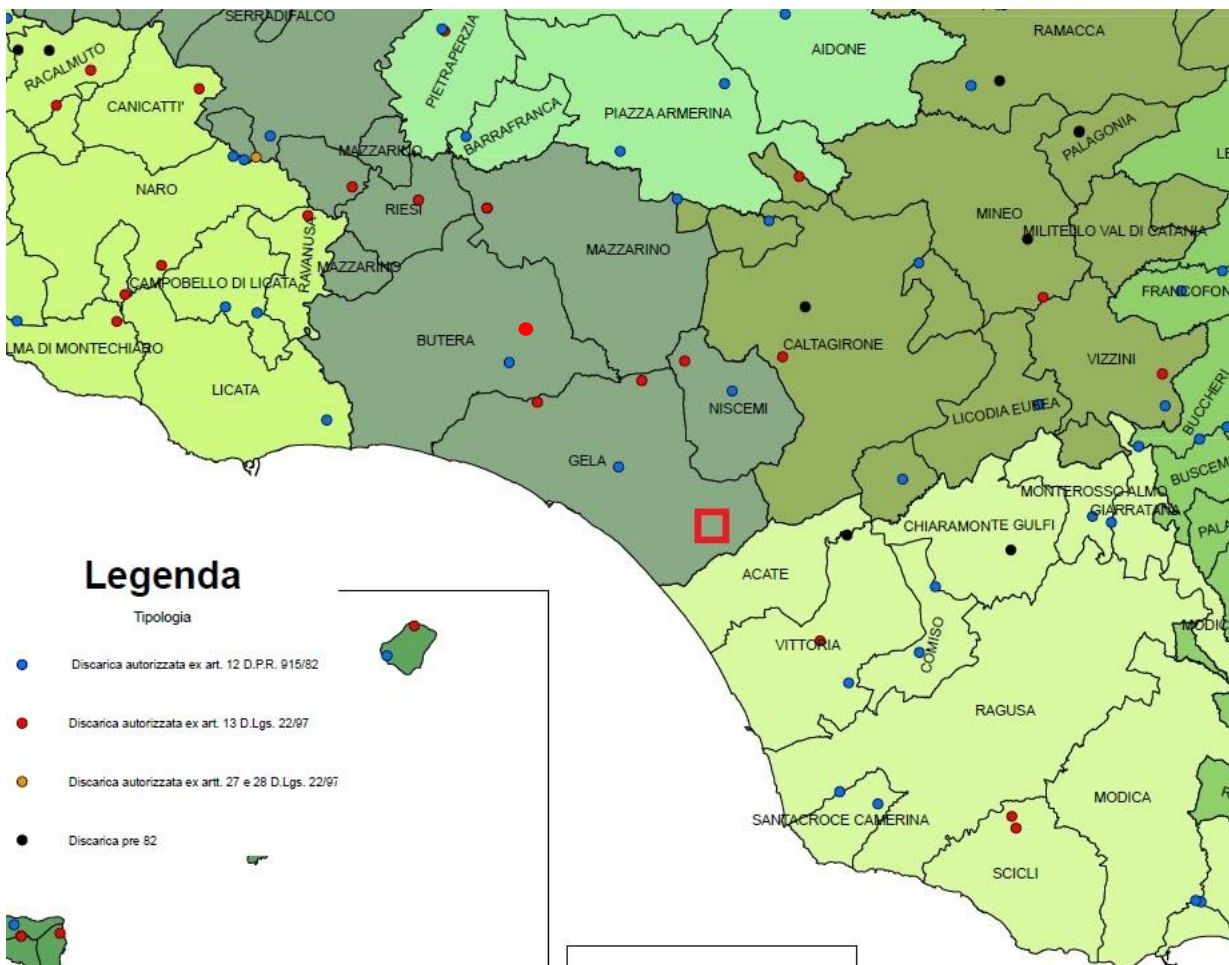 SERRADIFALCO
RAMACCA
AIDONE
PIETRAPERZIA
RACALMUTO
CANICATTI'
PIAZZA ARMERINA
BARRAFRANCA
PALAGONIA
LE
MAZZARINO
NARO
RIESI
MINEO
MILITELLO VAL DI CATANIA
RAVANUSA
MAZZARINO
MAZZARINO
CAMPOBELLO DI LICATA
FRANCOFON
BUTERA
CALTAGIRONE
LMA DI MONTECHIARO
VIZZINI
LICATA
NISCEMI
LICODIA EUBEA
BUCCHERI
GELA
BUSCEM
MONTEROSSO ALMO
GIARRATANA
CHIARAMONTE GULFI
PALA
ACATE
MODIC
VITTORIA
COMISO
RAGUSA
MODICA
SANTACROCE CAMERINA
SCICLI
R
Legenda
Tipologia
Discarica autorizzata ex art. 12 D.P.R. 915/82
Discarica autorizzata ex art. 13 D.Lgs. 22/97
Discarica autorizzata ex artt. 27 e 28 D.Lgs. 22/97
Discarica pre 82